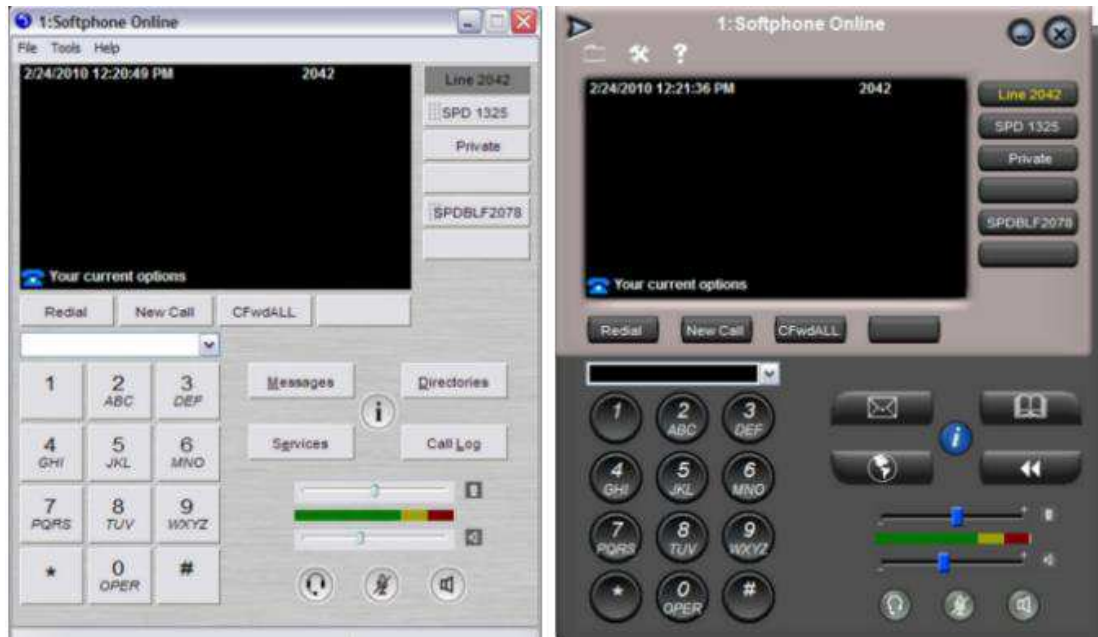 1:Softphone Online
File Tools Help
2/24/2010 12:20:49 PM 2042
Line 2042
SPD 1325
Private
SPDBLF2078
Your current options
Redial New Call CFwdALL
1 2 3
ABC DEF
4 5 6
GHI JKL MNO
7 8 9
PQRS TUV WXYZ
* 0 #
OPER
Messages Directories
i
Services Call Log
1:Softphone Online
?
2/24/2010 12:21:36 PM 2042
Line 2042
SPD 1325
Private
SPDBLF2078
Your current options
Redial New Call CFwdALL
1 2 3
ABC DEF
4 5 6
GHI JKL MNO
7 8 9
PQRS TUV WXYZ
* 0 #
OPER
i
- +
- +